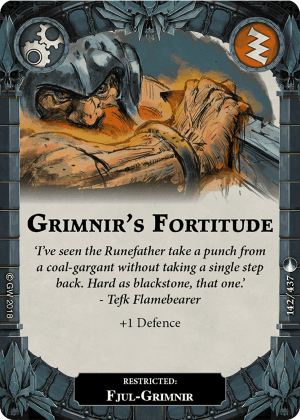 GRIMNIR'S FORTITUDE
'I've seen the Runefather take a punch from
a coal-gargant without taking a single step
back. Hard as blackstone, that one.'
- Tefk Flamebearer
+1 Defence
© GW 2018
142/437
RESTRICTED:
FJUL-GRIMNIR